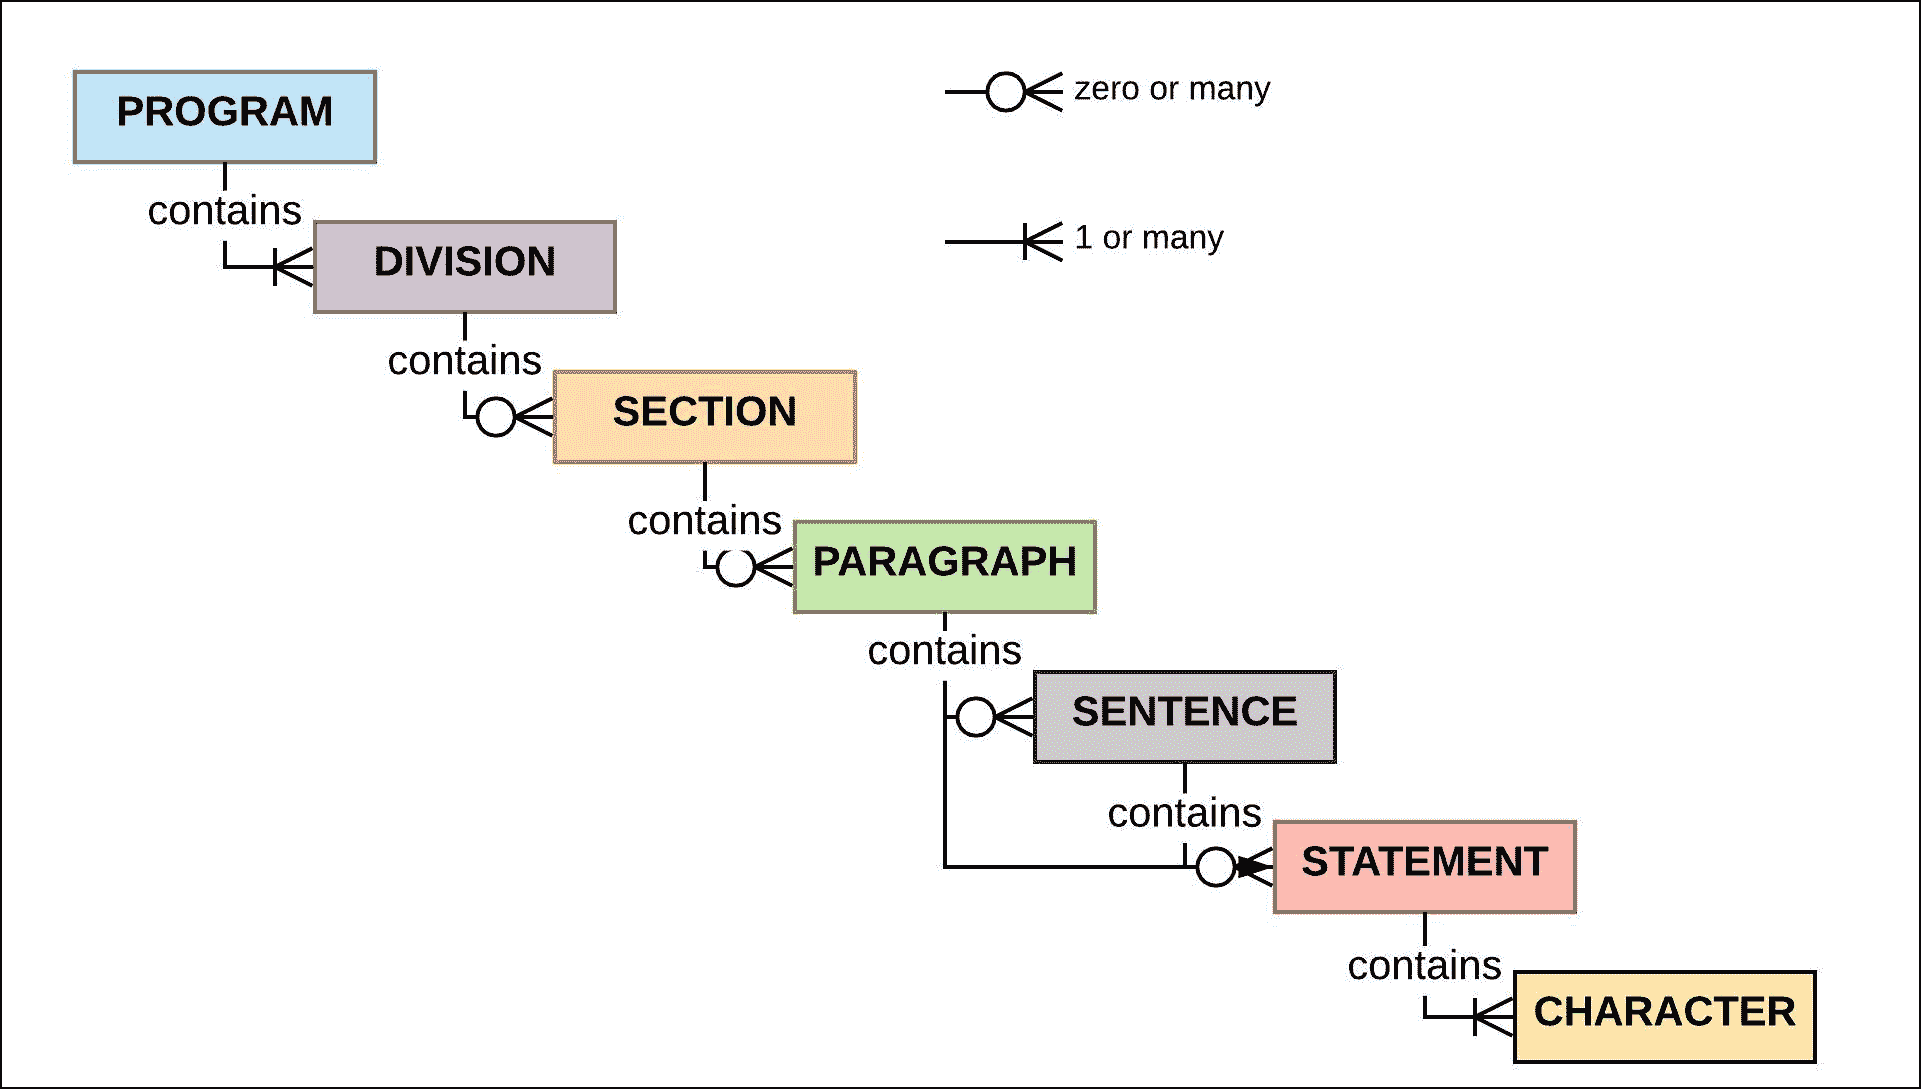 PROGRAM
zero or many
contains
1 or many
DIVISION
contains
SECTION
contains
PARAGRAPH
contains
SENTENCE
contains
STATEMENT
contains
CHARACTER